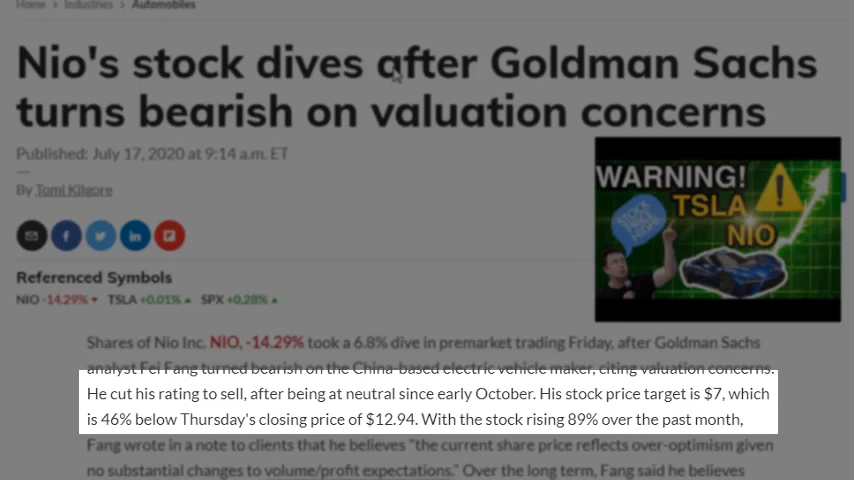 Home > Industries > Automobiles
Nio's stock dives after Goldman Sachs
turns bearish on valuation concerns
Published: July 17, 2020 at 9:14 a.m. ET
By Tomi Kilgore
WARNING!
TSLA
NIO
Referenced Symbols
NIO -14.29% TSLA +0.01% SPX +0.28%
Shares of Nio Inc. NIO, -14.29% took a 6.8% dive in premarket trading Friday, after Goldman Sachs
analyst Fei Fang turned bearish on the China-based electric vehicle maker, citing valuation concerns.
He cut his rating to sell, after being at neutral since early October. His stock price target is $7, which
is 46% below Thursday's closing price of $12.94. With the stock rising 89% over the past month,
Fang wrote in a note to clients that he believes "the current share price reflects over-optimism given
no substantial changes to volume/profit expectations." Over the long term, Fang said he believes